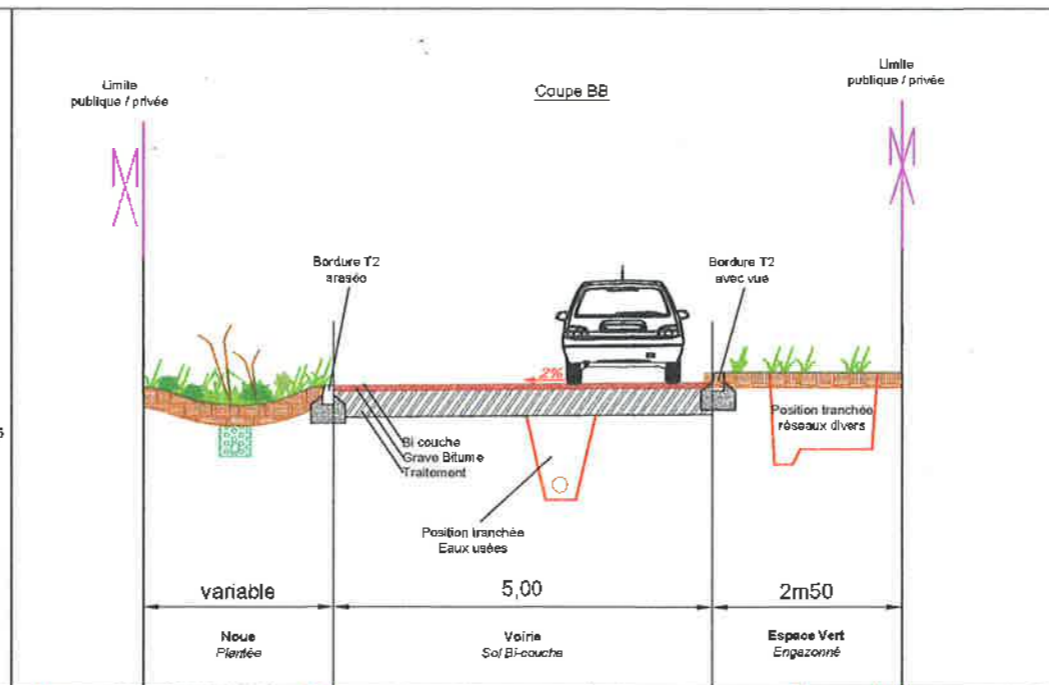 Limite
publique / privée
Coupe BB
Limite
publique / privée
Bordure T2
arasée
Bordure T2
avec vue
2%
Position tranchée
réseaux divers
Bi couche
Grave Bitume
Traitement
Position tranchée
Eaux usées
variable
5,00
2m50
Noue
Plantée
Voirie
Sol Bi-couche
Espace Vert
Engazonné